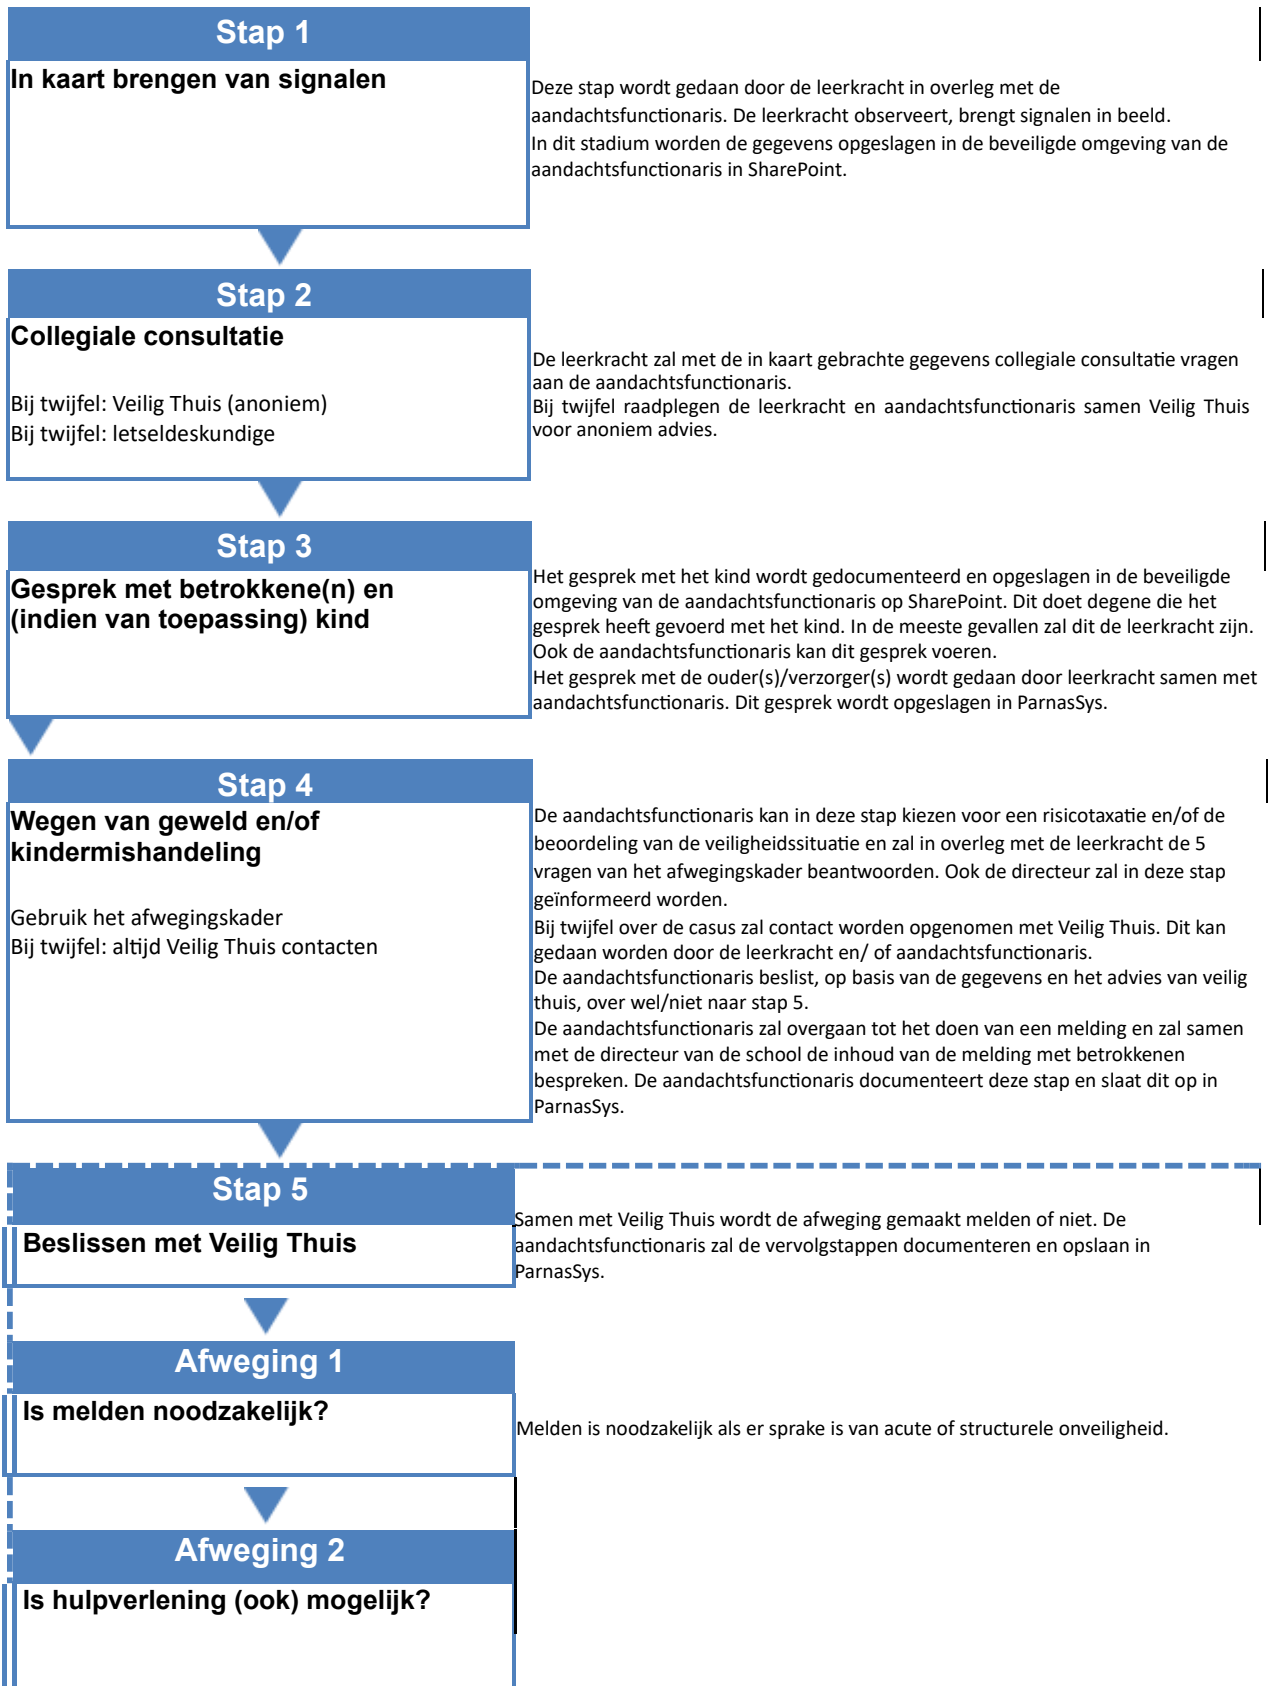 Stap 1
In kaart brengen van signalen
Deze stap wordt gedaan door de leerkracht in overleg met de
aandachtsfunctionaris. De leerkracht observeert, brengt signalen in beeld.
In dit stadium worden de gegevens opgeslagen in de beveiligde omgeving van de
aandachtsfunctionaris in SharePoint.
Stap 2
Collegiale consultatie
Bij twijfel: Veilig Thuis (anoniem)
Bij twijfel: letseldeskundige
De leerkracht zal met de in kaart gebrachte gegevens collegiale consultatie vragen
aan de aandachtsfunctionaris.
Bij twijfel raadplegen de leerkracht en aandachtsfunctionaris samen Veilig Thuis
voor anoniem advies.
Stap 3
Gesprek met betrokkene(n) en
(indien van toepassing) kind
Het gesprek met het kind wordt gedocumenteerd en opgeslagen in de beveiligde
omgeving van de aandachtsfunctionaris op SharePoint. Dit doet degene die het
gesprek heeft gevoerd met het kind. In de meeste gevallen zal dit de leerkracht zijn.
Ook de aandachtsfunctionaris kan dit gesprek voeren.
Het gesprek met de ouder(s)/verzorger(s) wordt gedaan door leerkracht samen met
aandachtsfunctionaris. Dit gesprek wordt opgeslagen in ParnasSys.
Stap 4
Wegen van geweld en/of
kindermishandeling
Gebruik het afwegingskader
Bij twijfel: altijd Veilig Thuis contacten
De aandachtsfunctionaris kan in deze stap kiezen voor een risicotaxatie en/of de
beoordeling van de veiligheidssituatie en zal in overleg met de leerkracht de 5
vragen van het afwegingskader beantwoorden. Ook de directeur zal in deze stap
geïnformeerd worden.
Bij twijfel over de casus zal contact worden opgenomen met Veilig Thuis. Dit kan
gedaan worden door de leerkracht en/ of aandachtsfunctionaris.
De aandachtsfunctionaris beslist, op basis van de gegevens en het advies van veilig
thuis, over wel/niet naar stap 5.
De aandachtsfunctionaris zal overgaan tot het doen van een melding en zal samen
met de directeur van de school de inhoud van de melding met betrokkenen
bespreken. De aandachtsfunctionaris documenteert deze stap en slaat dit op in
ParnasSys.
Stap 5
Beslissen met Veilig Thuis
Samen met Veilig Thuis wordt de afweging gemaakt melden of niet. De
aandachtsfunctionaris zal de vervolgstappen documenteren en opslaan in
ParnasSys.
Afweging 1
Is melden noodzakelijk?
Melden is noodzakelijk als er sprake is van acute of structurele onveiligheid.
Afweging 2
Is hulpverlening (ook) mogelijk?